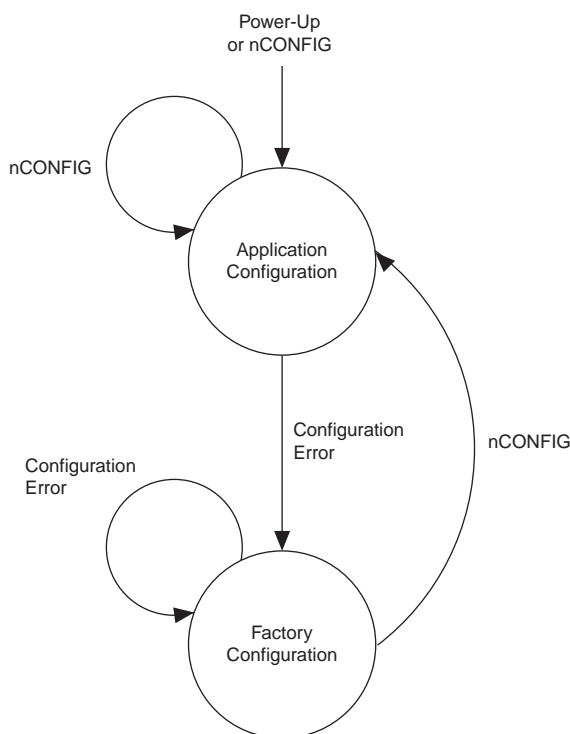 Power-Up
or nCONFIG
nCONFIG
Application
Configuration
Configuration
Error
nCONFIG
Configuration
Error
Factory
Configuration